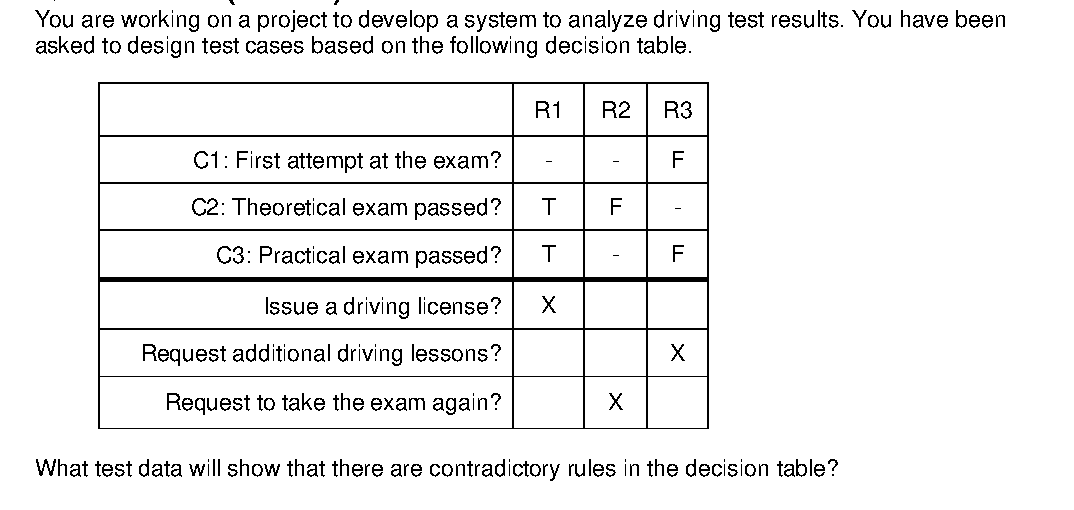 You are working on a project to develop a system to analyze driving test results. You have been
asked to design test cases based on the following decision table.
R1 R2 R3
C1: First attempt at the exam? - - F
C2: Theoretical exam passed? T F -
C3: Practical exam passed? T - F
Issue a driving license? X
Request additional driving lessons? X
Request to take the exam again? X
What test data will show that there are contradictory rules in the decision table?